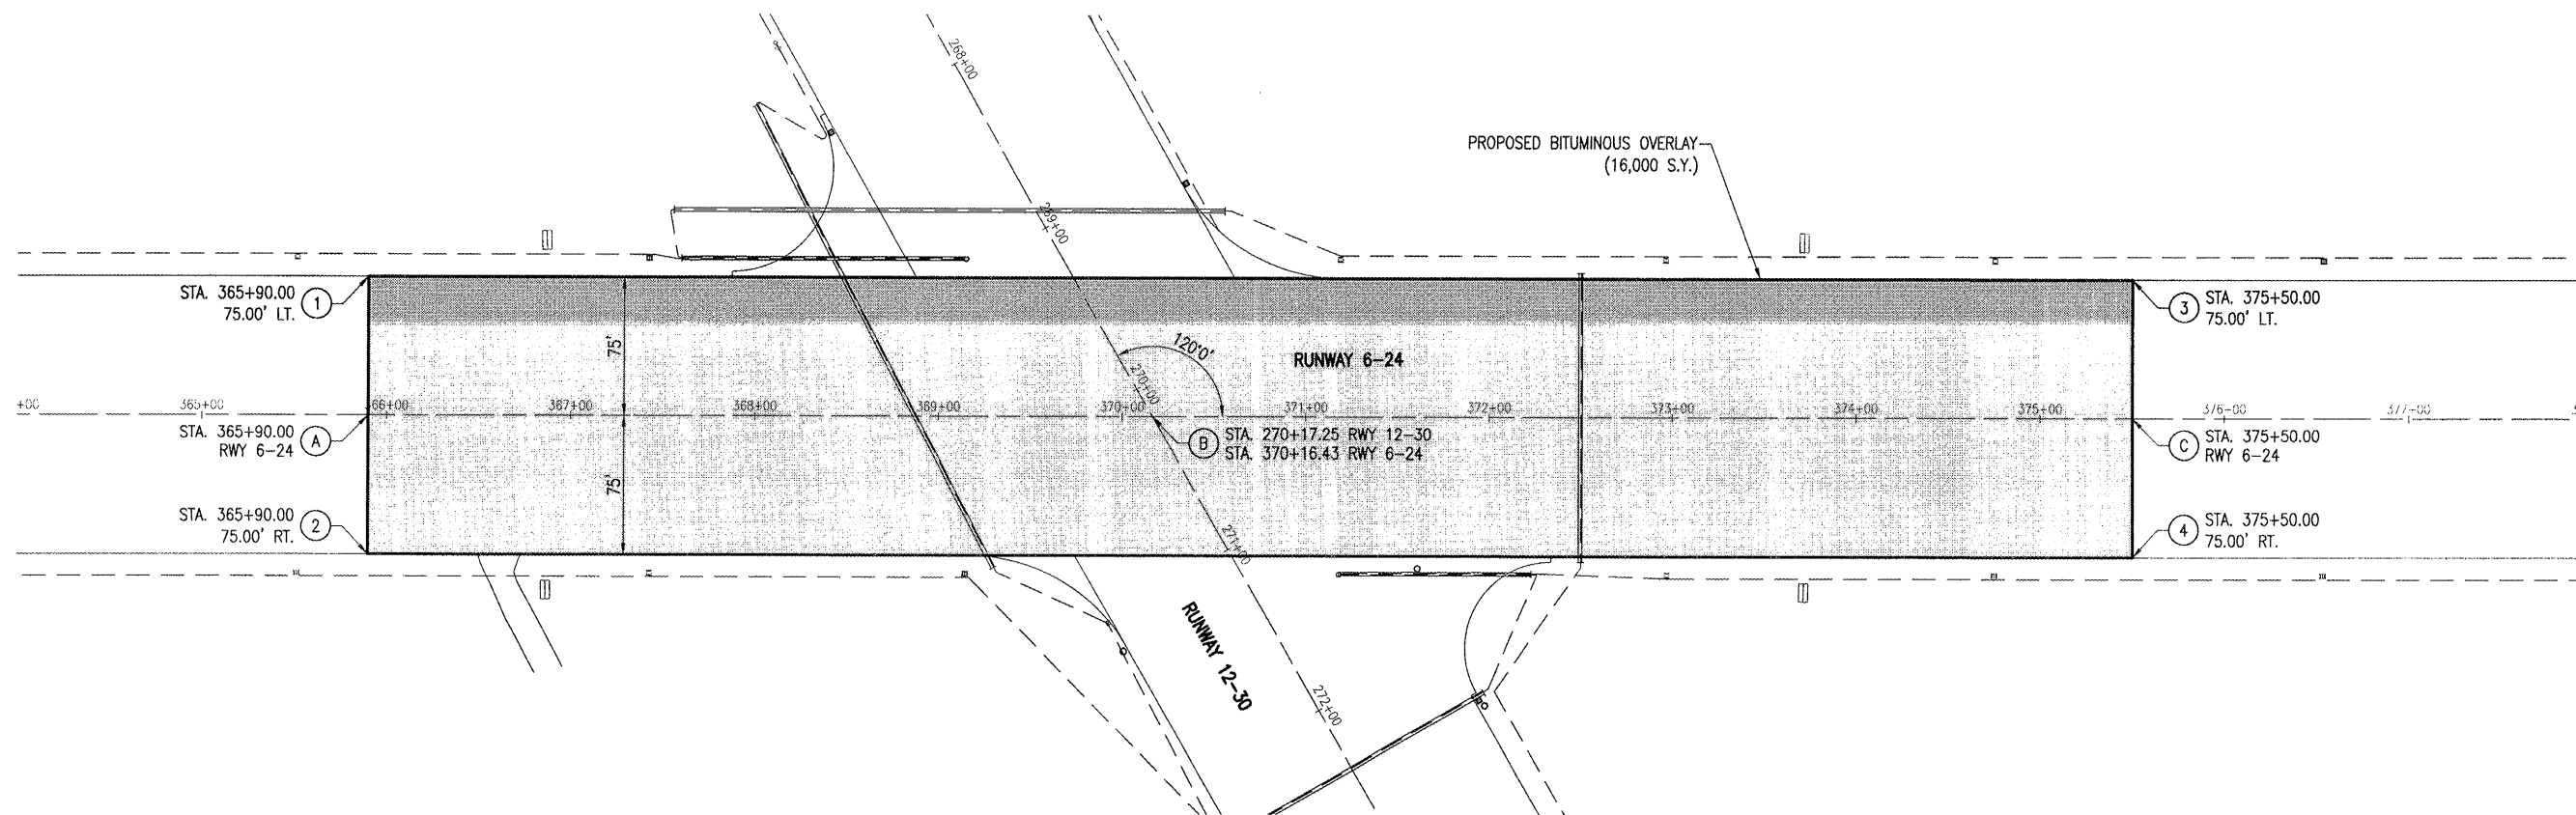 268+00
PROPOSED BITUMINOUS OVERLAY
(16,000 S.Y.)
269+00
STA. 365+90.00
75.00' LT.
1
3
STA. 375+50.00
75.00' LT.
75'
120°0'
RUNWAY 6-24
270+00
+00
365+00
66+00
367+00
368+00
369+00
370+00
371+00
372+00
373+00
374+00
375+00
376+00
377+00
STA. 365+90.00
RWY 6-24
A
B
STA. 270+17.25 RWY 12-30
STA. 370+16.43 RWY 6-24
C
STA. 375+50.00
RWY 6-24
75'
STA. 365+90.00
75.00' RT.
2
4
STA. 375+50.00
75.00' RT.
271+00
RUNWAY 12-30
272+00